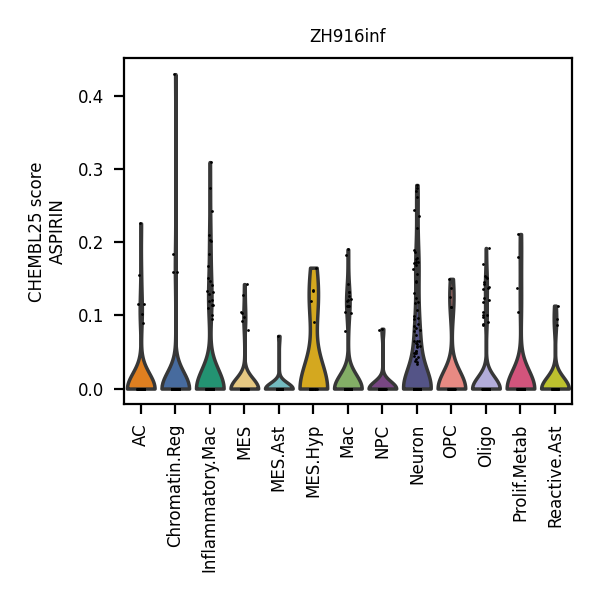 ZH916inf
CHEMBL25 score
ASPIRIN
0.4
0.3
0.2
0.1
0.0
AC
Chromatin.Reg
Inflammatory.Mac
MES
MES.Ast
MES.Hyp
Mac
NPC
Neuron
OPC
Oligo
Prolif.Metab
Reactive.Ast